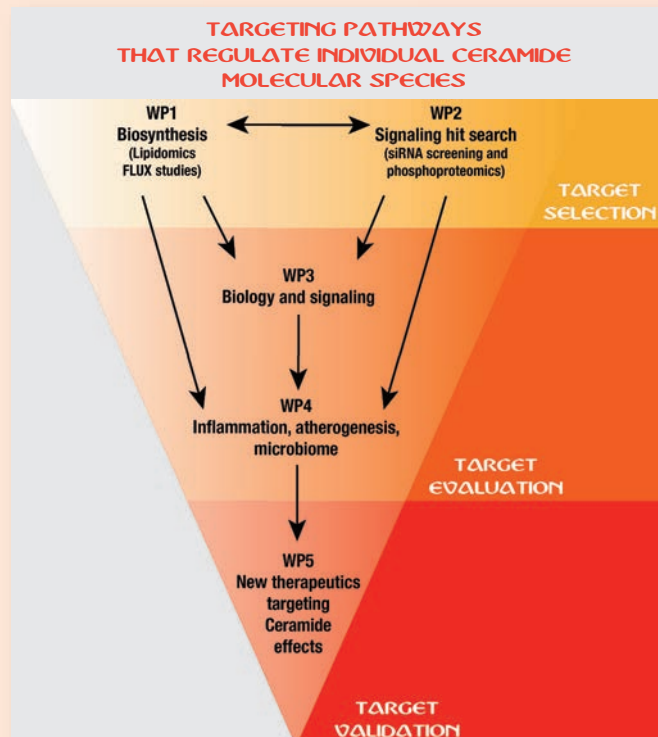 TARGETING PATHWAYS
THAT REGULATE INDIVIDUAL CERAMIDE
MOLECULAR SPECIES
WP1
Biosynthesis
(Lipidomics
FLUX studies)
WP2
Signaling hit search
(siRNA screening and
phosphoproteomics)
TARGET
SELECTION
WP3
Biology and signaling
WP4
Inflammation, atherogenesis,
microbiome
TARGET
EVALUATION
WP5
New therapeutics
targeting
Ceramide
effects
TARGET
VALIDATION